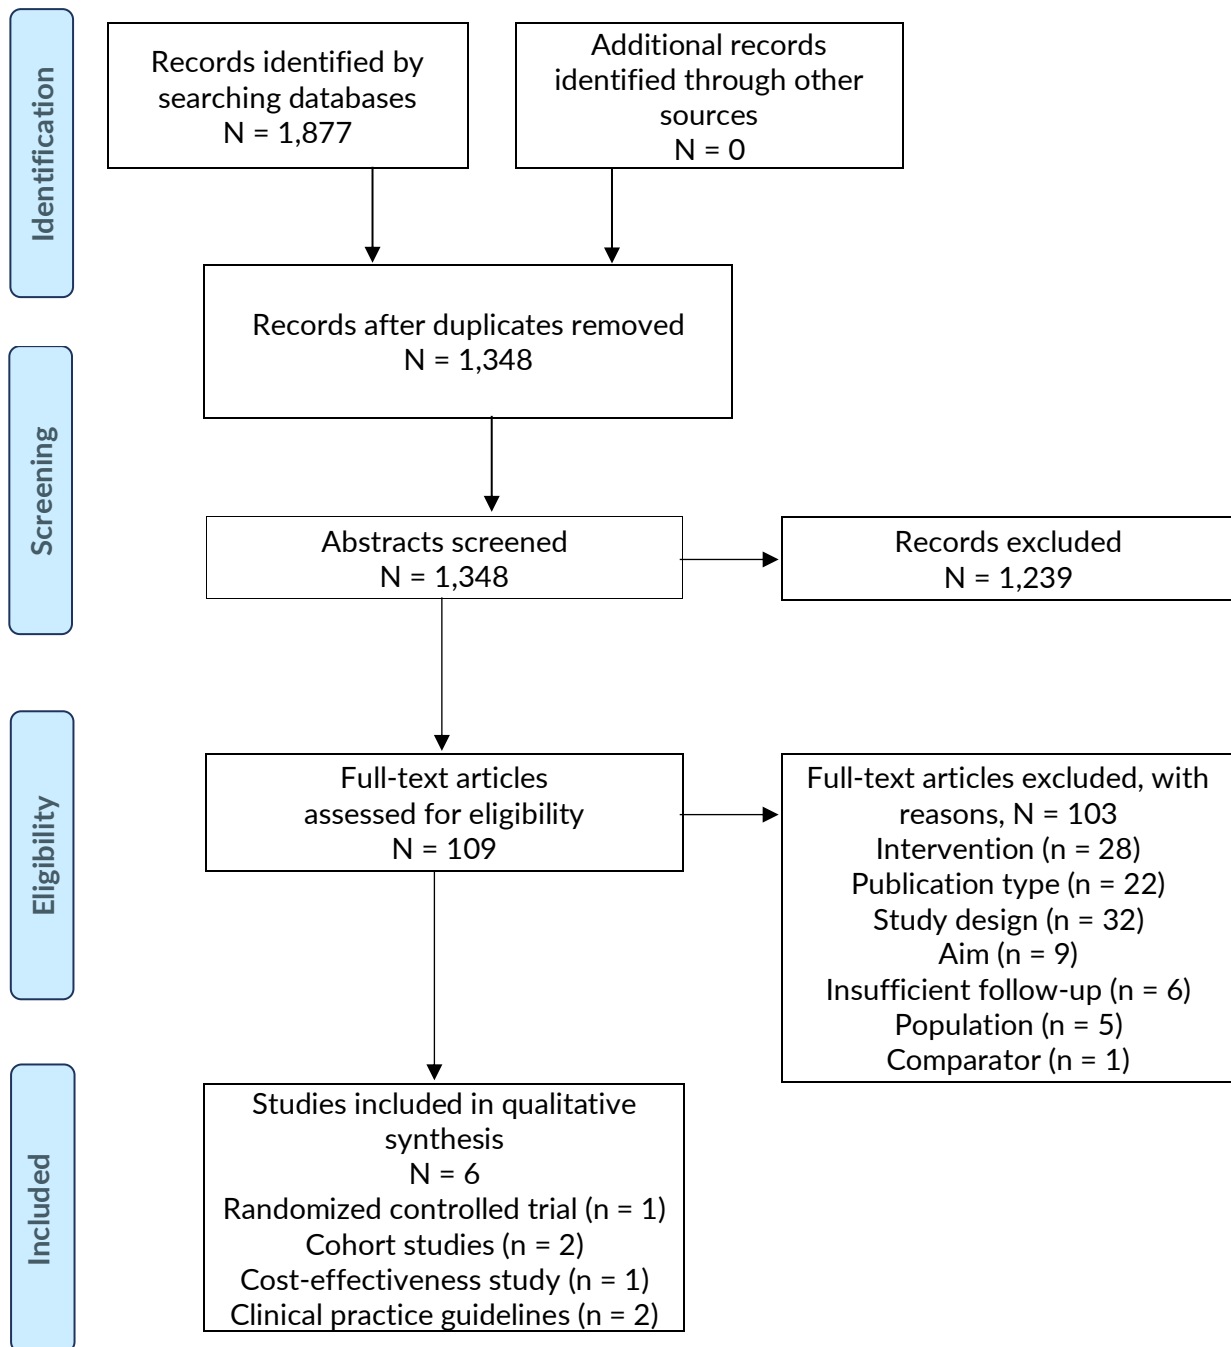 Identification
Records identified by
searching databases
N = 1,877
Additional records
identified through other
sources
N = 0
Records after duplicates removed
N = 1,348
Screening
Abstracts screened
N = 1,348
Records excluded
N = 1,239
Eligibility
Full-text articles
assessed for eligibility
N = 109
Full-text articles excluded, with
reasons, N = 103
Intervention (n = 28)
Publication type (n = 22)
Study design (n = 32)
Aim (n = 9)
Insufficient follow-up (n = 6)
Population (n = 5)
Comparator (n = 1)
Included
Studies included in qualitative
synthesis
N = 6
Randomized controlled trial (n = 1)
Cohort studies (n = 2)
Cost-effectiveness study (n = 1)
Clinical practice guidelines (n = 2)